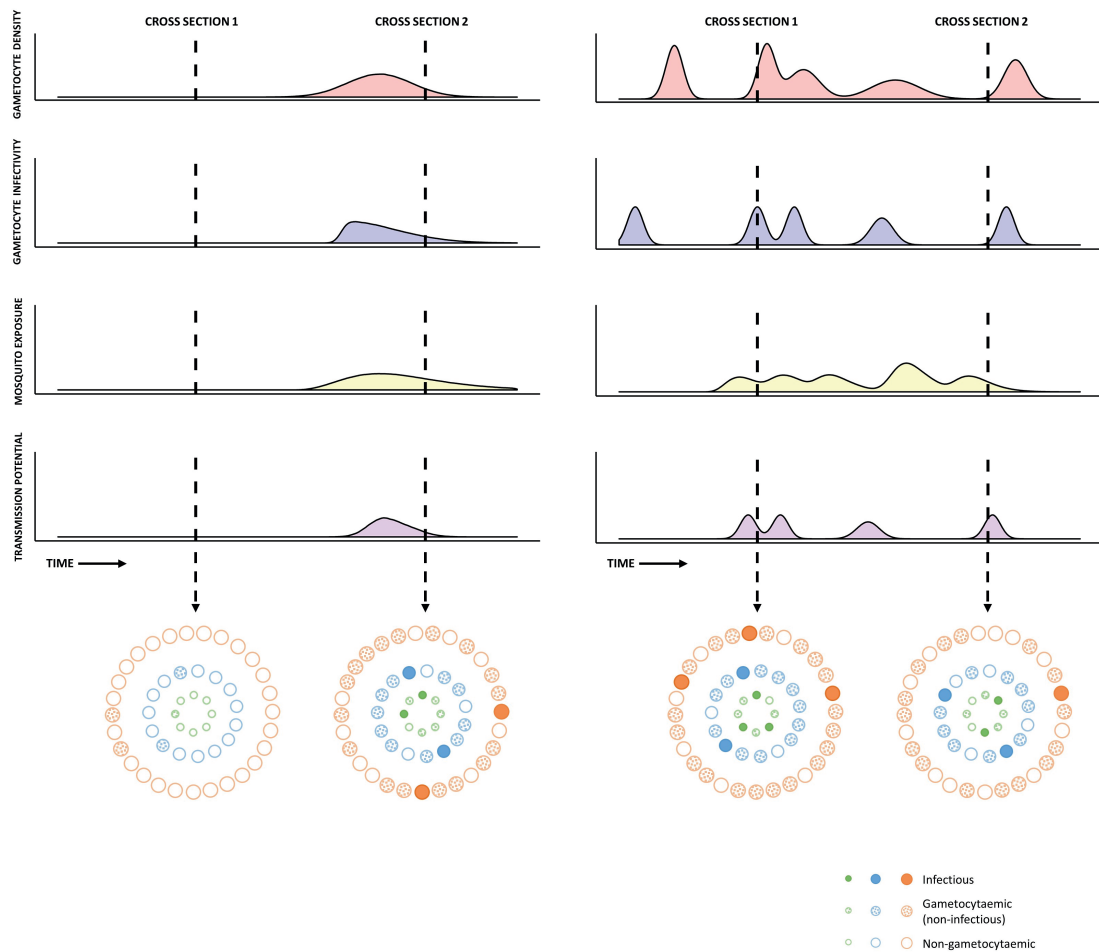 CROSS SECTION 1
CROSS SECTION 2
CROSS SECTION 1
CROSS SECTION 2
GAMETOCYTE DENSITY
GAMETOCYTE INFECTIVITY
MOSQUITO EXPOSURE
TRANSMISSION POTENTIAL
TIME
TIME
Infectious
Gametocytaemic
(non-infectious)
Non-gametocytaemic